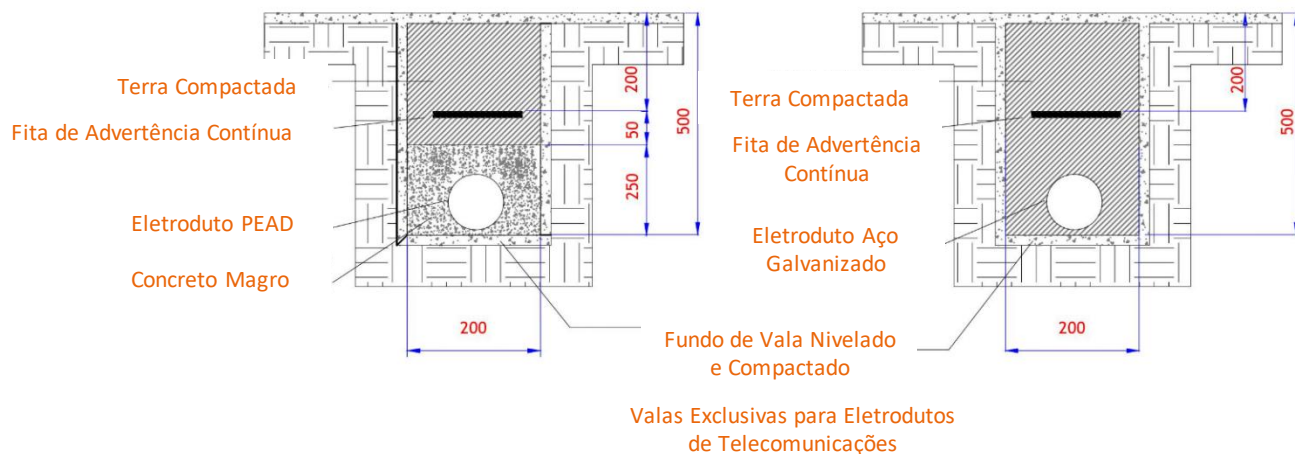 Terra Compactada
Fita de Advertência Contínua
Eletroduto PEAD
Concreto Magro
200
50
250
500
200
Terra Compactada
Fita de Advertência
Contínua
Eletroduto Aço
Galvanizado
200
500
200
Fundo de Vala Nivelado
e Compactado
Valas Exclusivas para Eletrodutos
de Telecomunicações